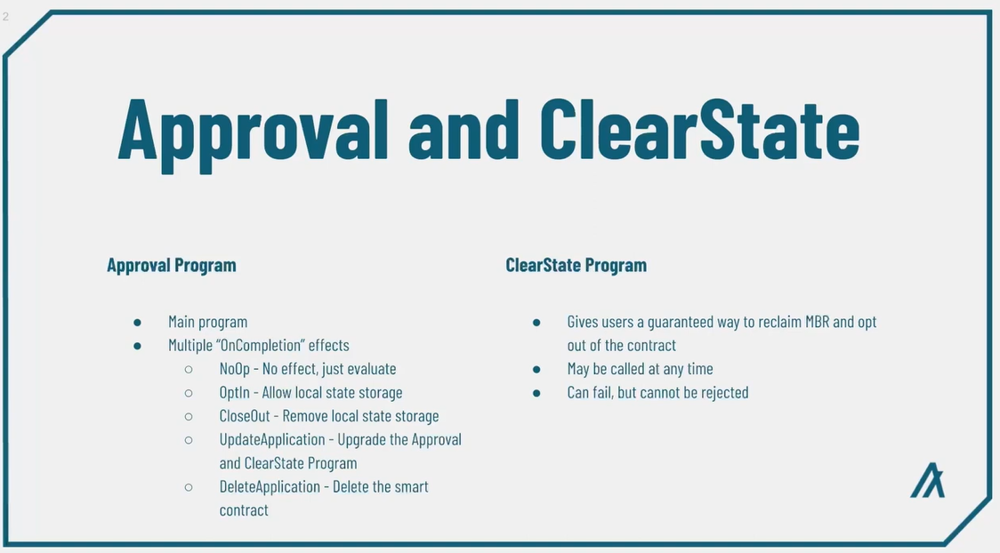 2
Approval and ClearState
Approval Program
● Main program
● Multiple “OnCompletion” effects
○ NoOp - No effect, just evaluate
○ OptIn - Allow local state storage
○ CloseOut - Remove local state storage
○ UpdateApplication - Upgrade the Approval
and ClearState Program
○ DeleteApplication - Delete the smart
contract
ClearState Program
● Gives users a guaranteed way to reclaim MBR and opt
out of the contract
● May be called at any time
● Can fail, but cannot be rejected